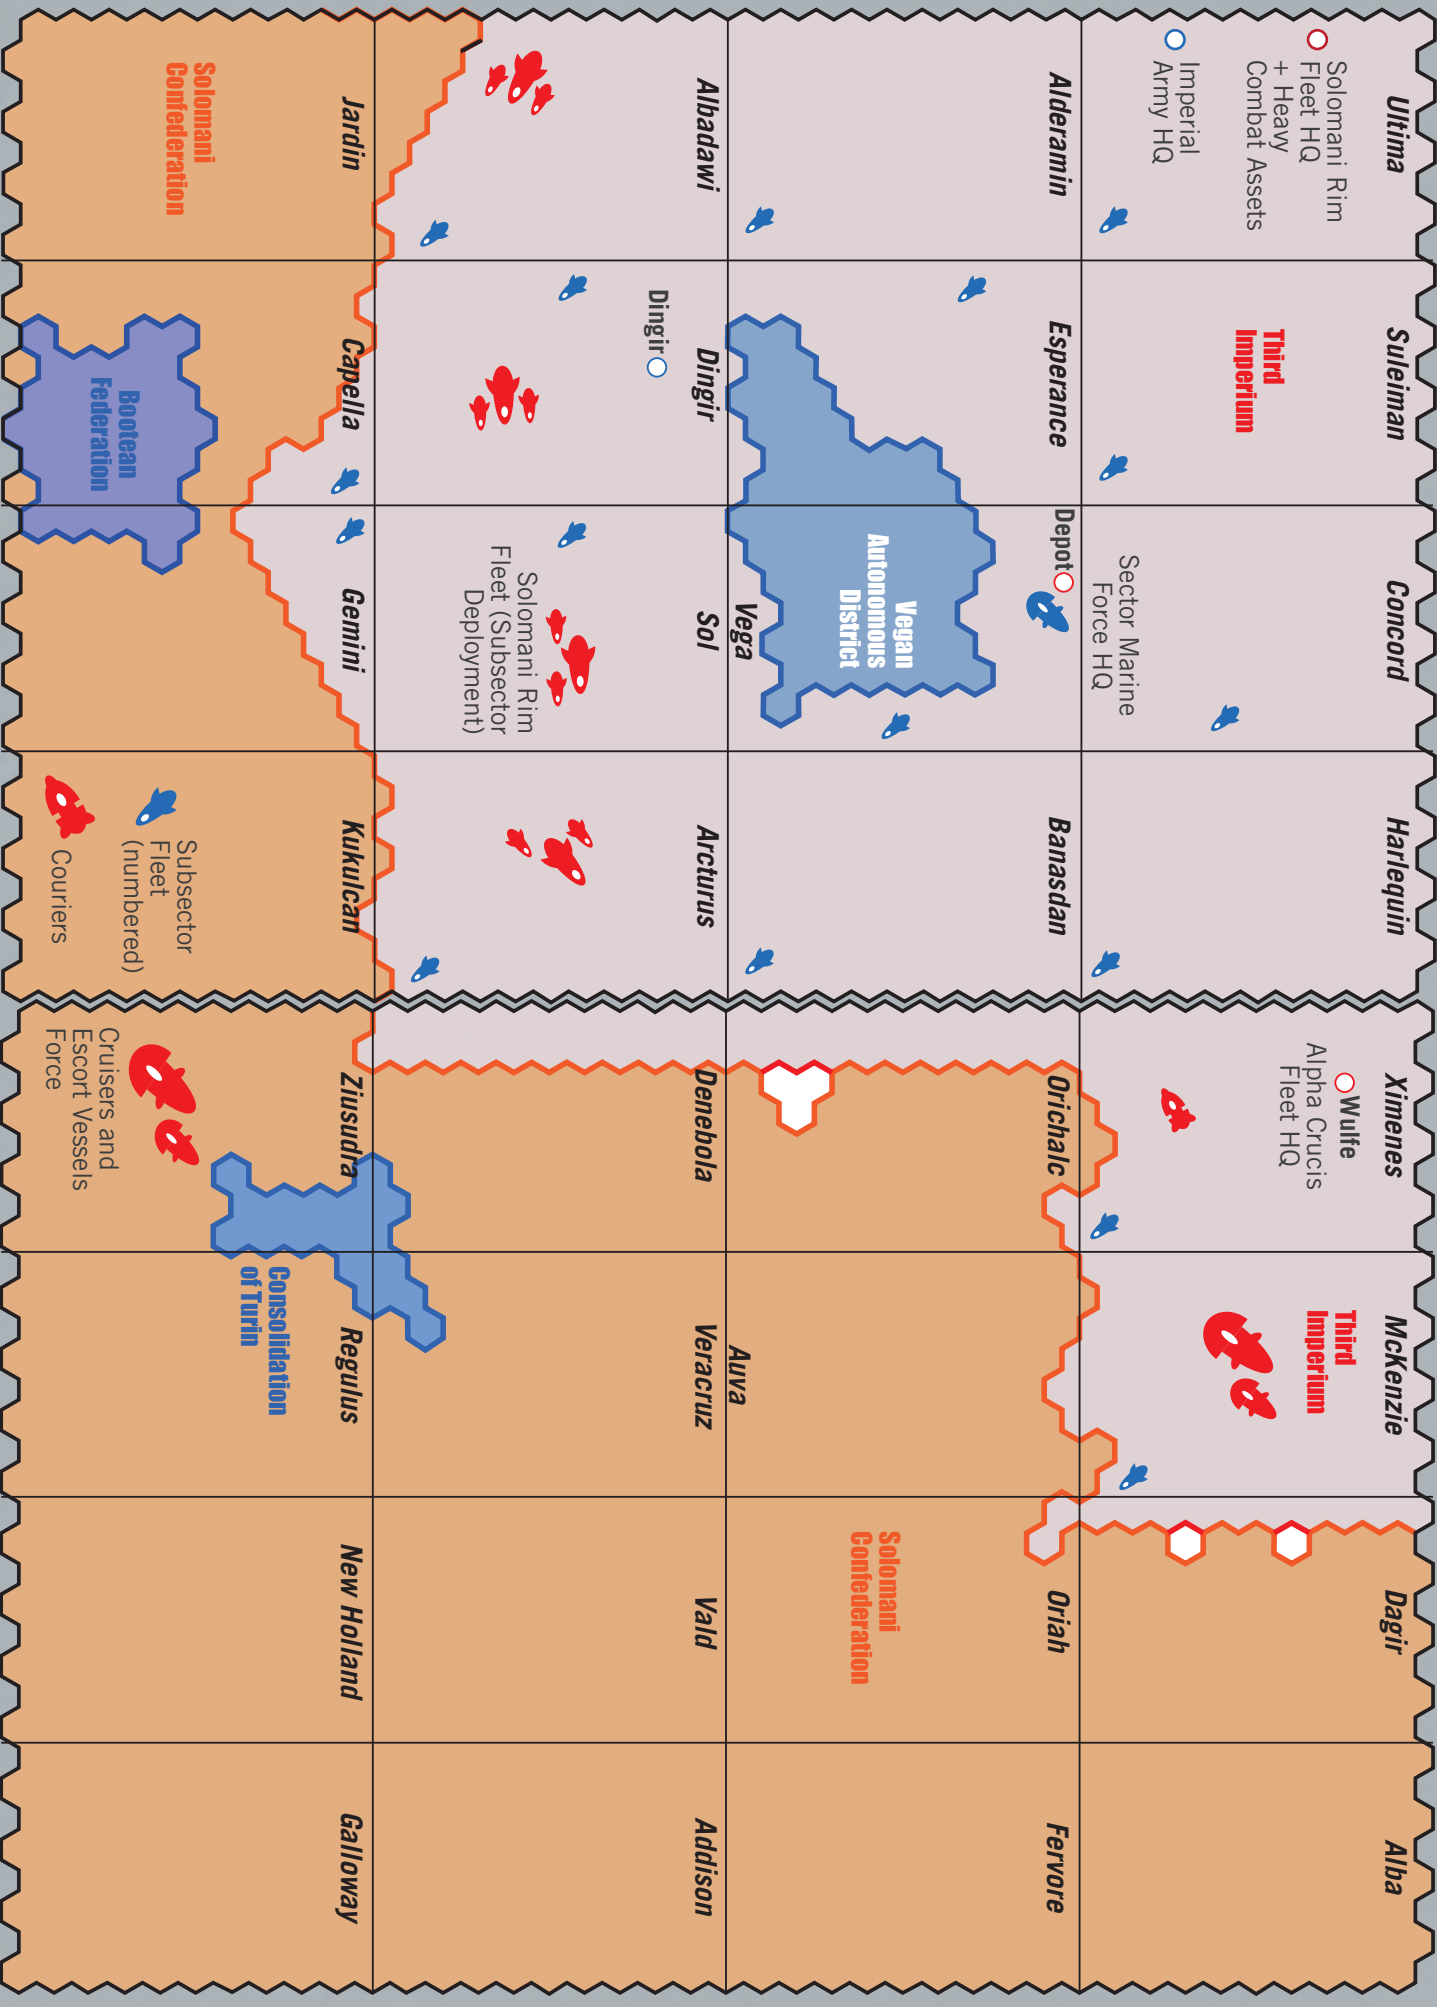 Ultima
Suleiman
Concord
Harlequin
Solomani Rim
Fleet HQ
+ Heavy
Combat Assets
Imperial
Army HQ
Third
Imperium
Sector Marine
Force HQ
Depot
Alderamin
Esperance
Banasdan
Vegan
Autonomous
District
Vega
Albadawi
Dingir
Sol
Arcturus
Dingir
Solomani Rim
Fleet (Subsector
Deployment)
Jardin
Capella
Gemini
Kukulcan
Solomani
Confederation
Bootean
Federation
Subsector
Fleet
(numbered)
Couriers
Ximenes
McKenzie
Dagir
Alba
Wulfe
Alpha Crucis
Fleet HQ
Third
Imperium
Orichalc
Oriah
Fervore
Solomani
Confederation
Auva
Denebola
Veracruz
Vald
Addison
Ziusudra
Regulus
New Holland
Galloway
Consolidation
of Turin
Cruisers and
Escort Vessels
Force